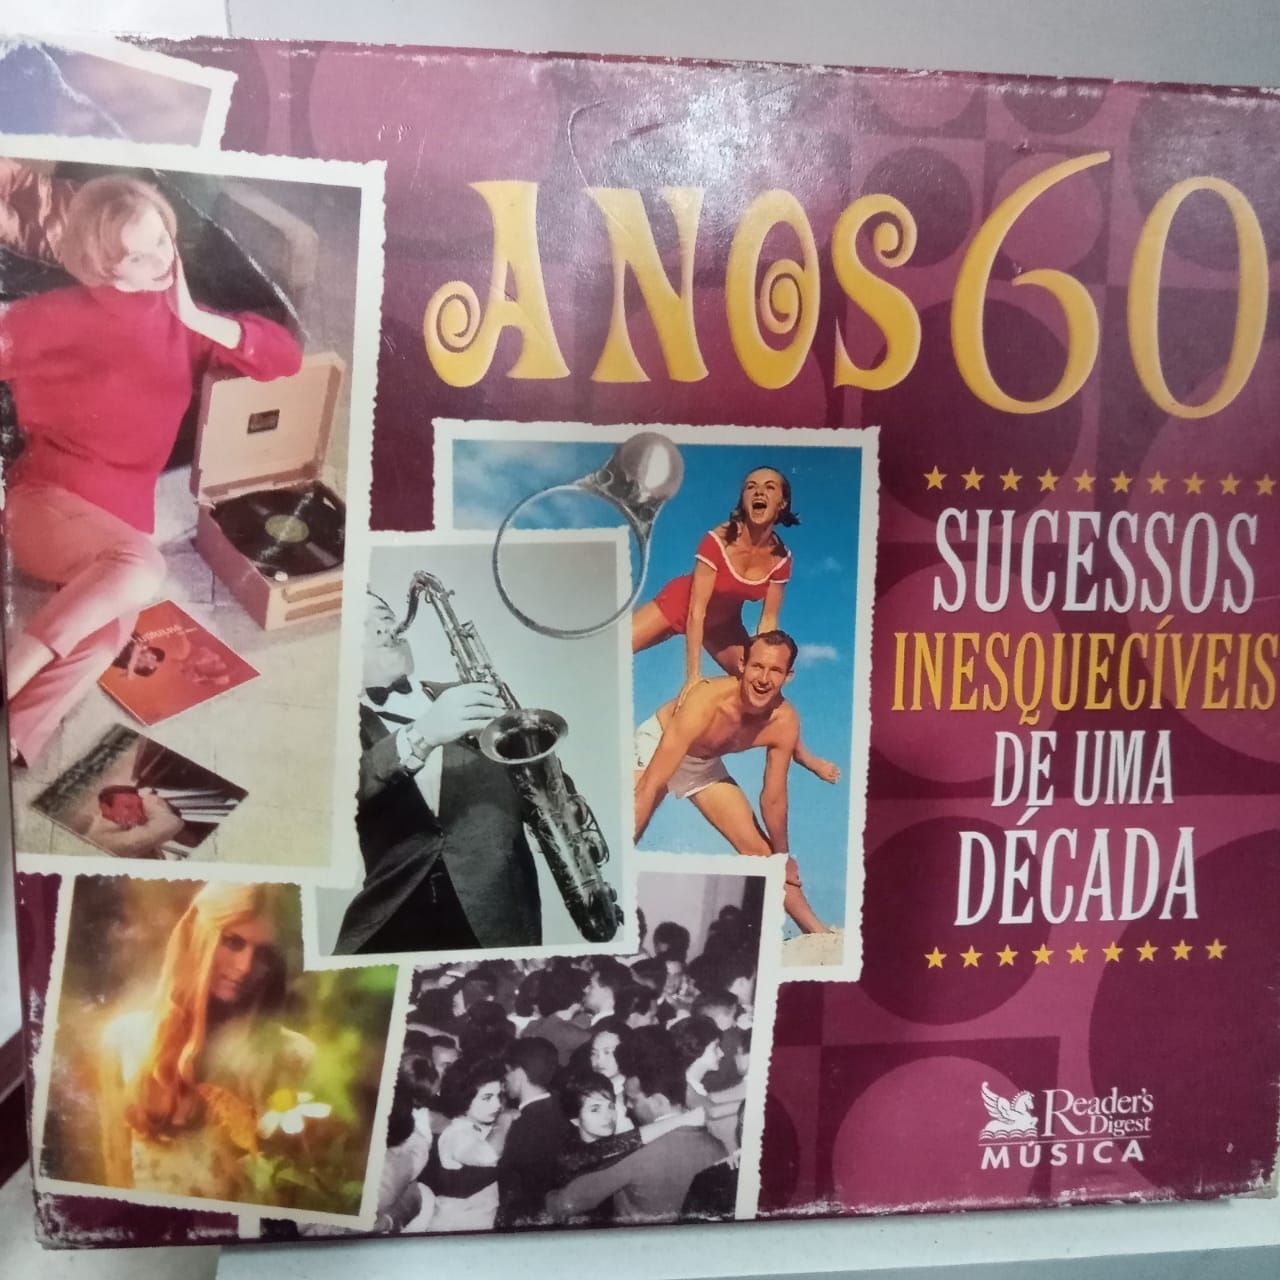 ANOS 60
SUCESSOS
INESQUECÍVEIS
DE UMA
DÉCADA
Reader's
Digest
MÚSICA